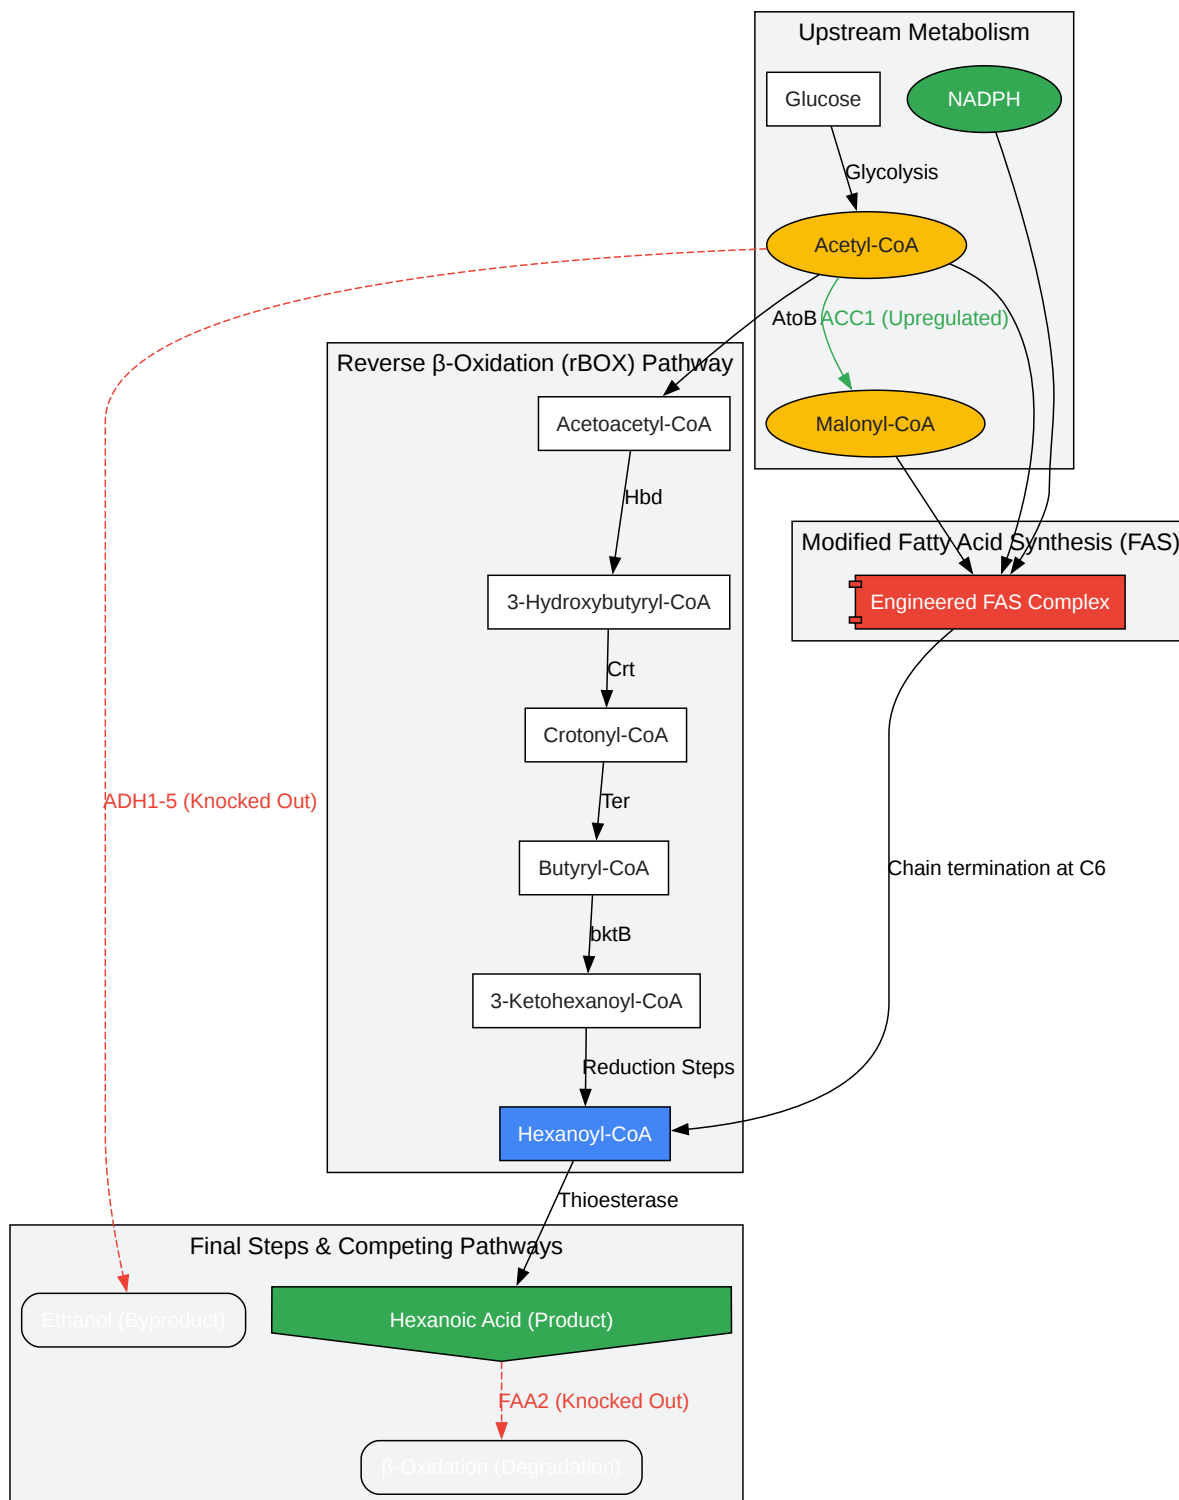 Upstream Metabolism
Glucose
NADPH
Glycolysis
Acetyl-CoA
AtoB
ACC1 (Upregulated)
Malonyl-CoA
Reverse β-Oxidation (rBOX) Pathway
Acetoacetyl-CoA
Hbd
3-Hydroxybutyryl-CoA
Crt
Crotonyl-CoA
Ter
Butyryl-CoA
bktB
3-Ketohexanoyl-CoA
Reduction Steps
Hexanoyl-CoA
Modified Fatty Acid Synthesis (FAS)
Engineered FAS Complex
Chain termination at C6
ADH1-5 (Knocked Out)
Thioesterase
Final Steps & Competing Pathways
Ethanol (Byproduct)
Hexanoic Acid (Product)
FAA2 (Knocked Out)
β-Oxidation (Degradation)